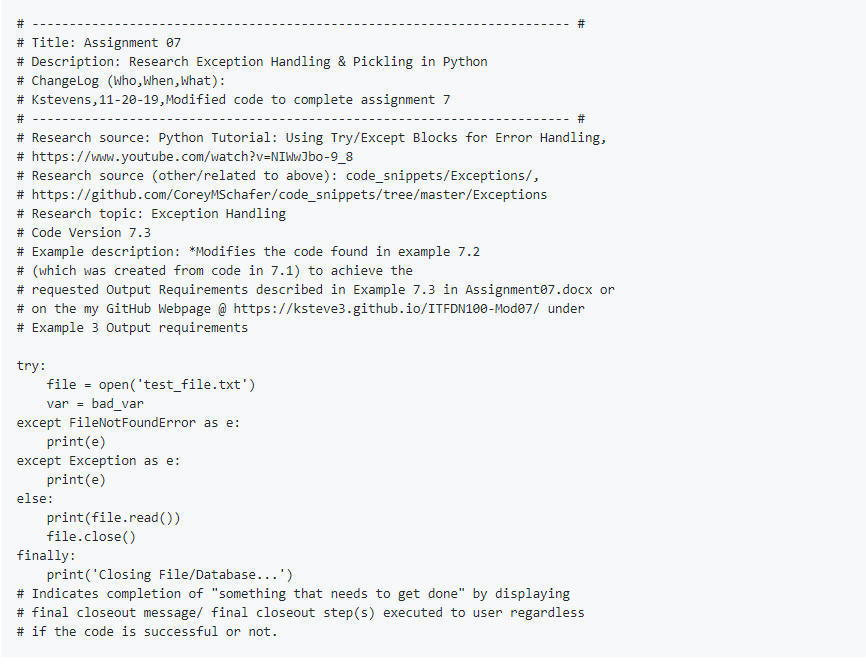 # ------------------------------------------------------------------------ #
# Title: Assignment 07
# Description: Research Exception Handling & Pickling in Python
# ChangeLog (Who,When,What):
# Kstevens,11-20-19,Modified code to complete assignment 7
# ------------------------------------------------------------------------ #
# Research source: Python Tutorial: Using Try/Except Blocks for Error Handling,
# https://www.youtube.com/watch?v=NIWwJbo-9_8
# Research source (other/related to above): code_snippets/Exceptions/,
# https://github.com/CoreyMSchafer/code_snippets/tree/master/Exceptions
# Research topic: Exception Handling
# Code Version 7.3
# Example description: *Modifies the code found in example 7.2
# (which was created from code in 7.1) to achieve the
# requested Output Requirements described in Example 7.3 in Assignment07.docx or
# on the my GitHub Webpage @ https://ksteve3.github.io/ITFDN100-Mod07/ under
# Example 3 Output requirements

try:
    file = open('test_file.txt')
    var = bad_var
except FileNotFoundError as e:
    print(e)
except Exception as e:
    print(e)
else:
    print(file.read())
    file.close()
finally:
    print('Closing File/Database...')
# Indicates completion of "something that needs to get done" by displaying
# final closeout message/ final closeout step(s) executed to user regardless
# if the code is successful or not.